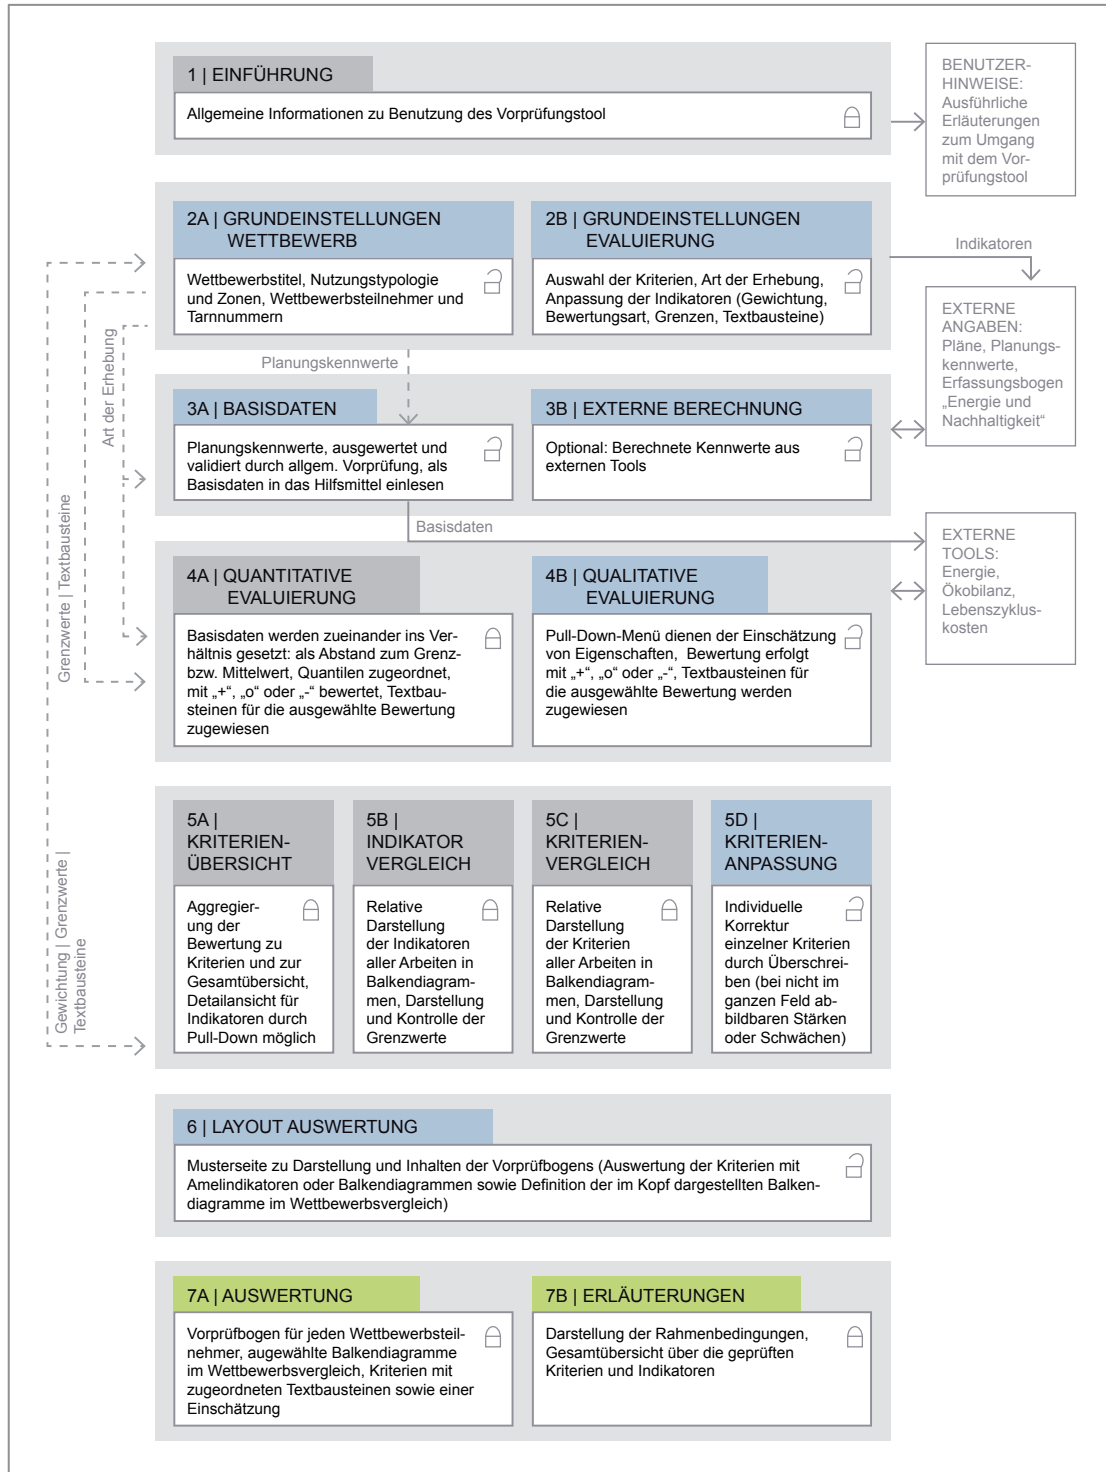 1 | EINFÜHRUNG
Allgemeine Informationen zu Benutzung des Vorprüfungstool
BENUTZER-
HINWEISE:
Ausführliche
Erläuterungen
zum Umgang
mit dem Vor-
prüfungstool
2A | GRUNDEINSTELLUNGEN
WETTBEWERB
Wettbewerbstitel, Nutzungstypologie
und Zonen, Wettbewerbsteilnehmer und
Tarnnummern
2B | GRUNDEINSTELLUNGEN
EVALUIERUNG
Auswahl der Kriterien, Art der Erhebung,
Anpassung der Indikatoren (Gewichtung,
Bewertungsart, Grenzen, Textbausteine)
Indikatoren
EXTERNE
ANGABEN:
Pläne, Planungs-
kennwerte,
Erfassungsbogen
„Energie und
Nachhaltigkeit“
Planungskennwerte
Art der Erhebung
Grenzwerte | Textbausteine
Gewichtung | Grenzwerte |
Textbausteine
3A | BASISDATEN
Planungskennwerte, ausgewertet und
validiert durch allgem. Vorprüfung, als
Basisdaten in das Hilfsmittel einlesen
3B | EXTERNE BERECHNUNG
Optional: Berechnete Kennwerte aus
externen Tools
Basisdaten
EXTERNE
TOOLS:
Energie,
Ökobilanz,
Lebenszyklus-
kosten
4A | QUANTITATIVE
EVALUIERUNG
Basisdaten werden zueinander ins Ver-
hältnis gesetzt: als Abstand zum Grenz-
bzw. Mittelwert, Quantilen zugeordnet,
mit „+“, „o“ oder „-“ bewertet, Textbau-
steinen für die ausgewählte Bewertung
zugewiesen
4B | QUALITATIVE
EVALUIERUNG
Pull-Down-Menü dienen der Einschätzung
von Eigenschaften, Bewertung erfolgt
mit „+“, „o“ oder „-“, Textbausteinen für
die ausgewählte Bewertung werden
zugewiesen
5A |
KRITERIEN-
ÜBERSICHT
Aggregier-
ung der
Bewertung zu
Kriterien und zur
Gesamtübersicht,
Detailansicht für
Indikatoren durch
Pull-Down möglich
5B |
INDIKATOR
VERGLEICH
Relative
Darstellung
der Indikatoren
aller Arbeiten in
Balkendiagram-
men, Darstellung
und Kontrolle der
Grenzwerte
5C |
KRITERIEN-
VERGLEICH
Relative
Darstellung
der Kriterien
aller Arbeiten in
Balkendiagram-
men, Darstellung
und Kontrolle der
Grenzwerte
5D |
KRITERIEN-
ANPASSUNG
Individuelle
Korrektur
einzelner Kriterien
durch Überschrei-
ben (bei nicht im
ganzen Feld ab-
bildbaren Stärken
oder Schwächen)
6 | LAYOUT AUSWERTUNG
Musterseite zu Darstellung und Inhalten der Vorprüfbogens (Auswertung der Kriterien mit
Amelindikatoren oder Balkendiagrammen sowie Definition der im Kopf dargestellten Balken-
diagramme im Wettbewerbsvergleich)
7A | AUSWERTUNG
Vorprüfbogen für jeden Wettbewerbsteil-
nehmer, augewählte Balkendiagramme
im Wettbewerbsvergleich, Kriterien mit
zugeordneten Textbausteinen sowie einer
Einschätzung
7B | ERLÄUTERUNGEN
Darstellung der Rahmenbedingungen,
Gesamtübersicht über die geprüften
Kriterien und Indikatoren